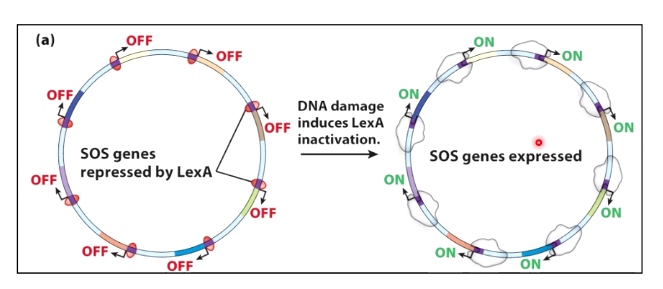 (a)
OFF
OFF
OFF
OFF
OFF
OFF
OFF
OFF
SOS genes
repressed by LexA
DNA damage
induces LexA
inactivation.
ON
ON
ON
ON
ON
ON
ON
ON
SOS genes expressed